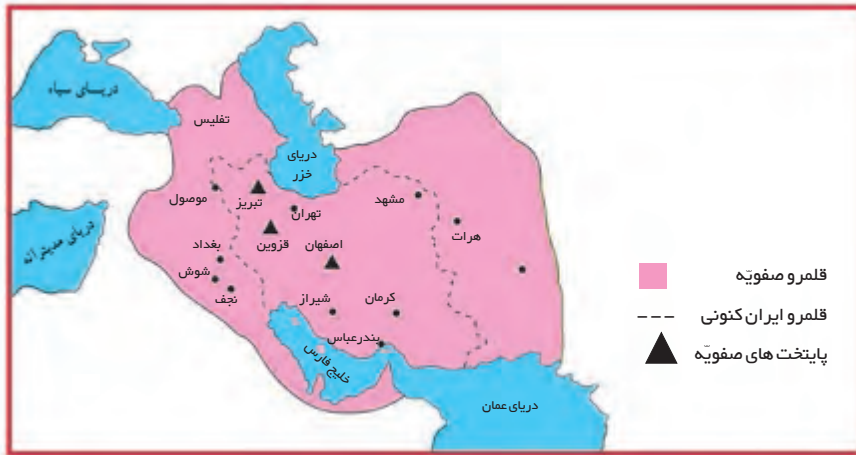 دریای سیاه
تفلیس
دریای
خزر
موصول
تبریز
تهران
مشهد
قزوین
هرات
دریای مدیترانه
بغداد
اصفهان
شوش
نجف
شیراز
کرمان
بندرعباس
خلیج فارس
دریای عمان
قلمرو صفویّه
قلمرو ایران کنونی
پایتخت های صفویّه